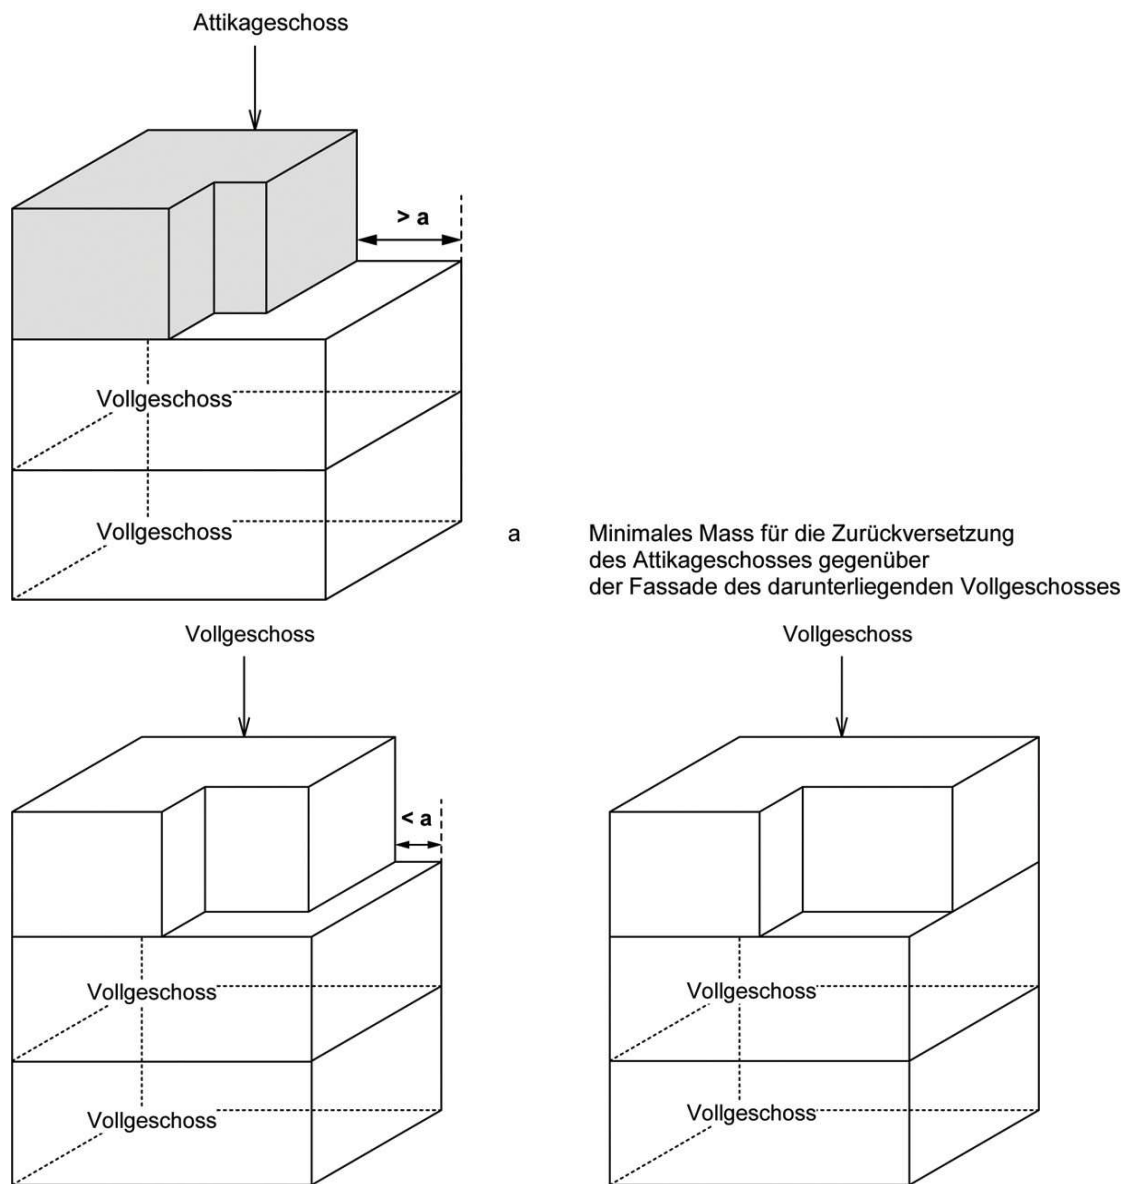 Attikageschoss
> a
Vollgeschoss
Vollgeschoss
a
Minimales Mass für die Zurückversetzung
des Attikageschosses gegenüber
der Fassade des darunterliegenden Vollgeschosses
Vollgeschoss
< a
Vollgeschoss
Vollgeschoss
Vollgeschoss
Vollgeschoss
Vollgeschoss